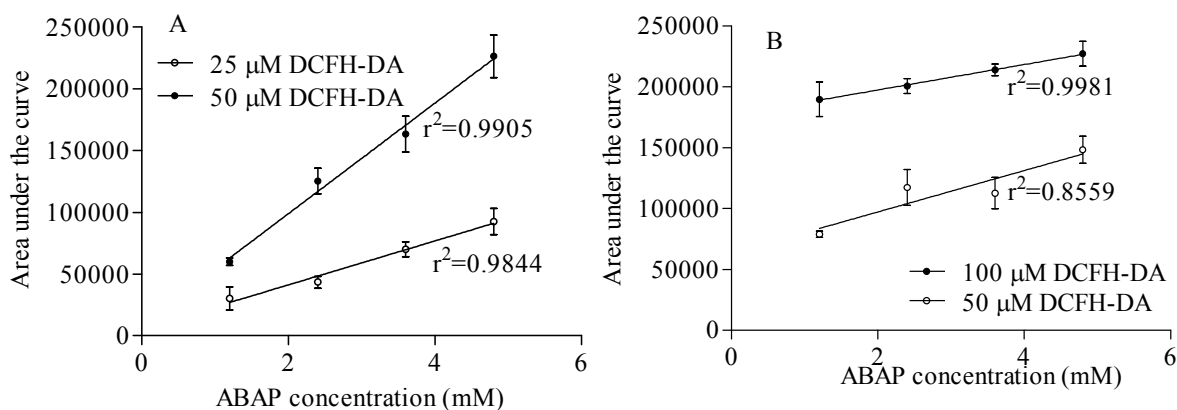 A
25 μM DCFH-DA
50 μM DCFH-DA
r²=0.9905
r²=0.9844
250000
200000
150000
100000
50000
0
0 2 4 6
Area under the curve
ABAP concentration (mM)
B
r²=0.9981
r²=0.8559
100 μM DCFH-DA
50 μM DCFH-DA
250000
200000
150000
100000
50000
0
0 2 4 6
Area under the curve
ABAP concentration (mM)